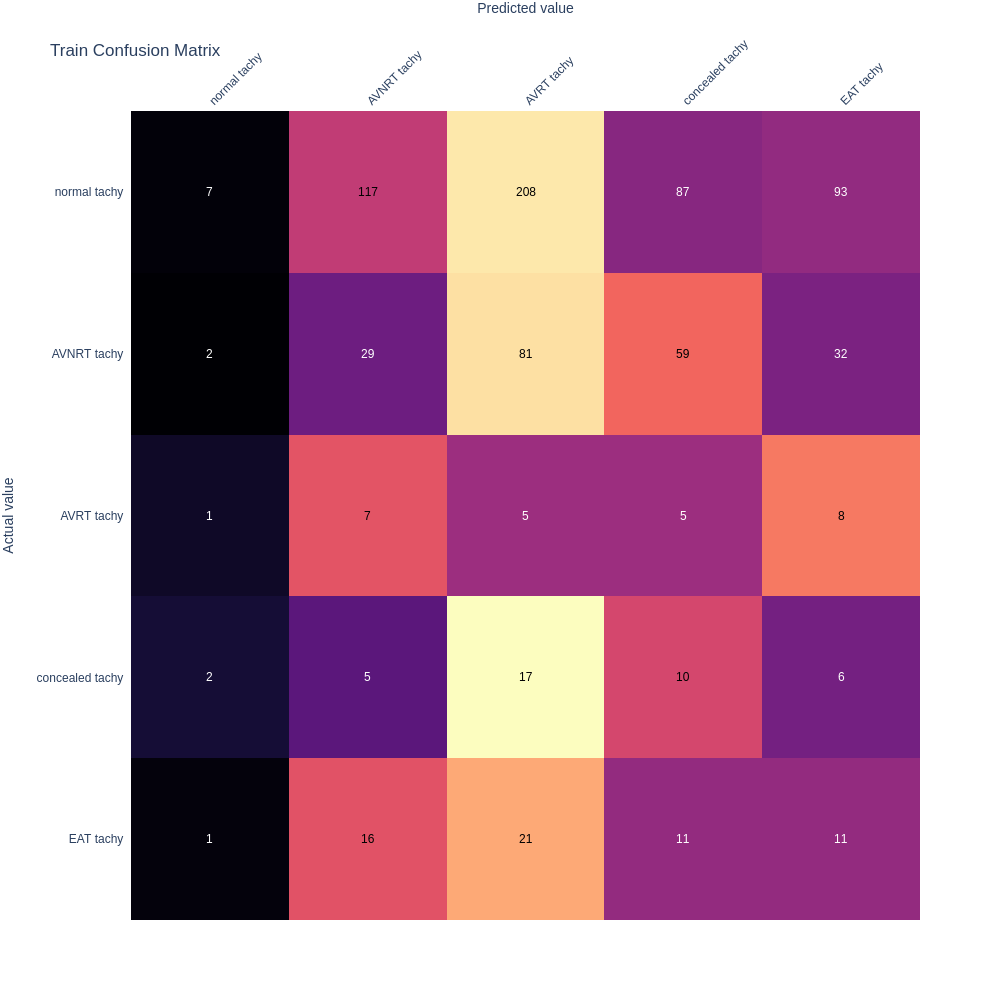 Predicted value
Train Confusion Matrix
normal tachy AVNRT tachy AVRT tachy concealed tachy EAT tachy
normal tachy 7 117 208 87 93
AVNRT tachy 2 29 81 59 32
Actual value
AVRT tachy 1 7 5 5 8
concealed tachy 2 5 17 10 6
EAT tachy 1 16 21 11 11